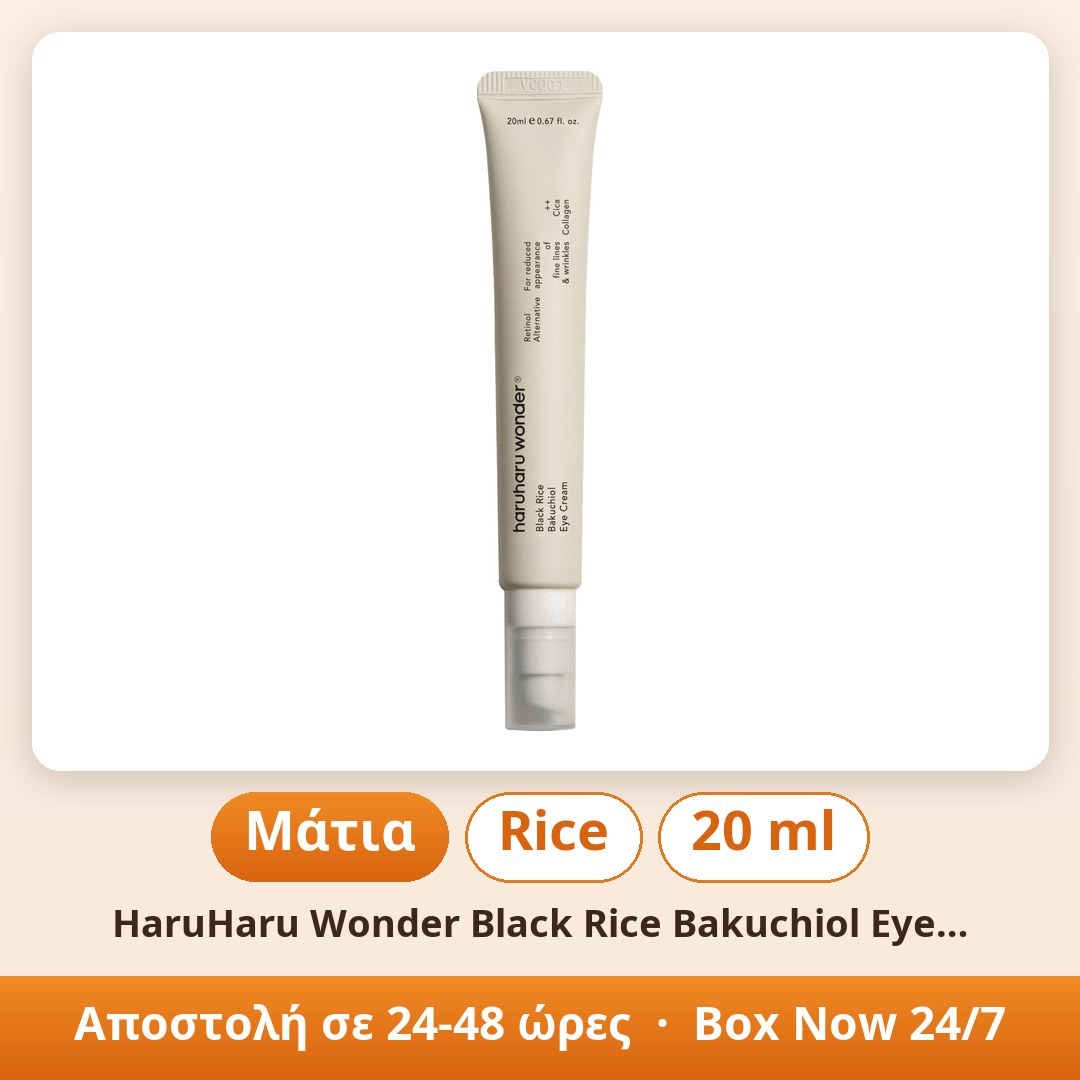 20ml e 0.67 fl. oz.
++
Cica
Collagen
For reduced
appearance
of
fine lines
& wrinkles
Retinol
Alternative
haruharu wonder®
Black Rice
Bakuchiol
Eye Cream
Μάτια
Rice
20 ml
HaruHaru Wonder Black Rice Bakuchiol Eye...
Αποστολή σε 24-48 ώρες · Box Now 24/7